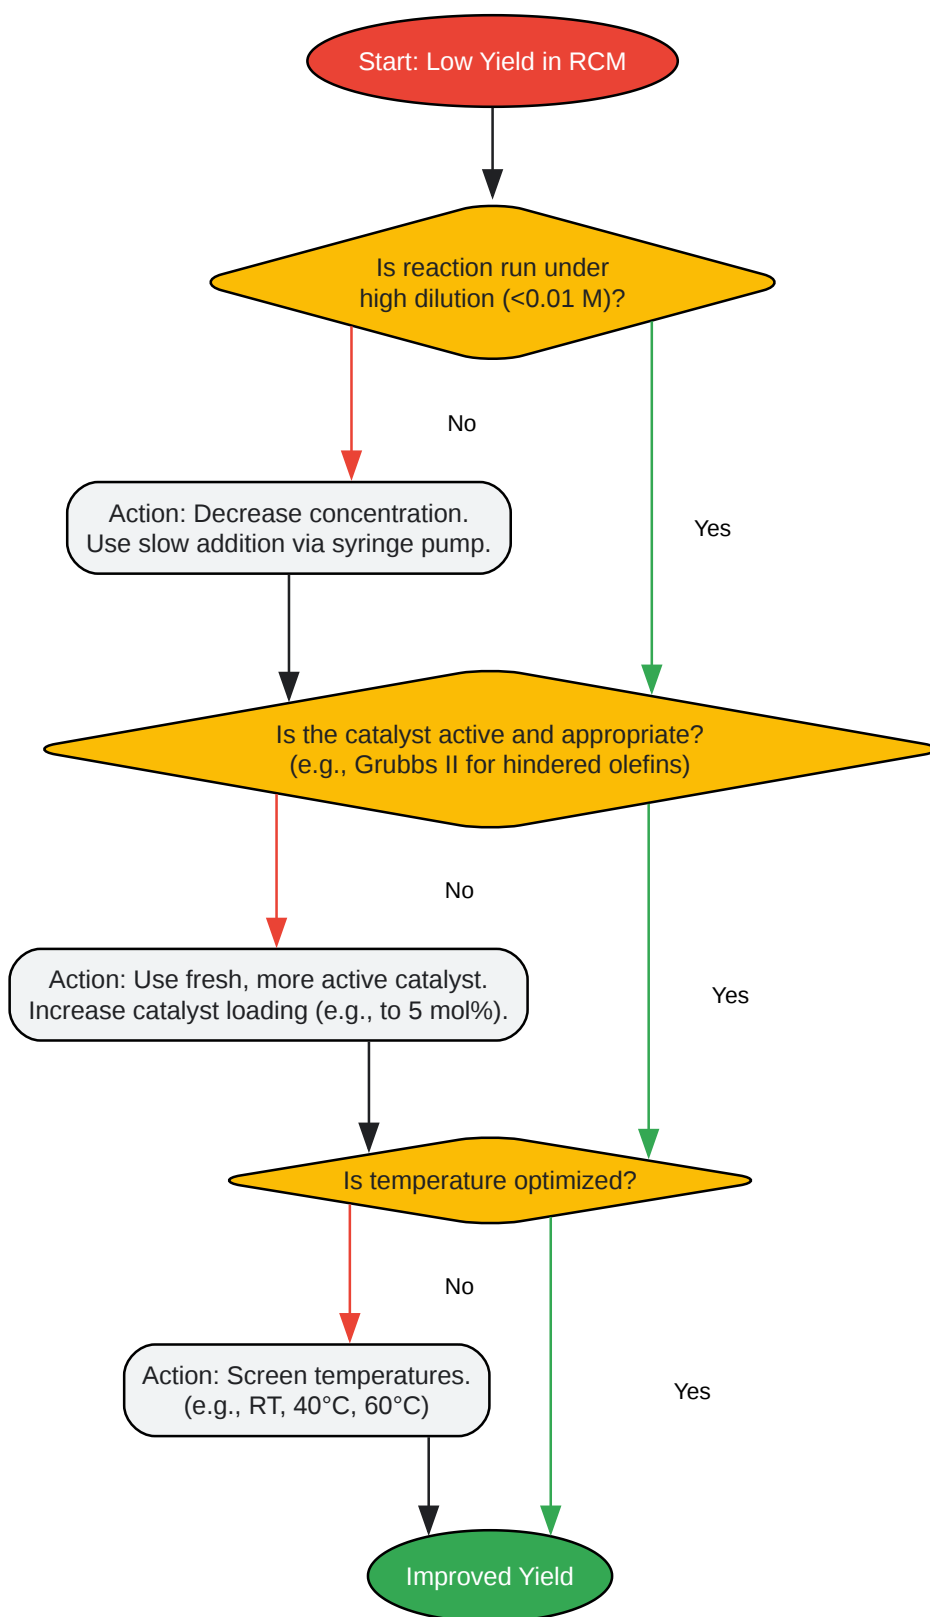 Start: Low Yield in RCM
Is reaction run under
high dilution (<0.01 M)?
No
Action: Decrease concentration.
Use slow addition via syringe pump.
Yes
Is the catalyst active and appropriate?
(e.g., Grubbs II for hindered olefins)
No
Action: Use fresh, more active catalyst.
Increase catalyst loading (e.g., to 5 mol%).
Yes
Is temperature optimized?
No
Action: Screen temperatures.
(e.g., RT, 40°C, 60°C)
Yes
Improved Yield